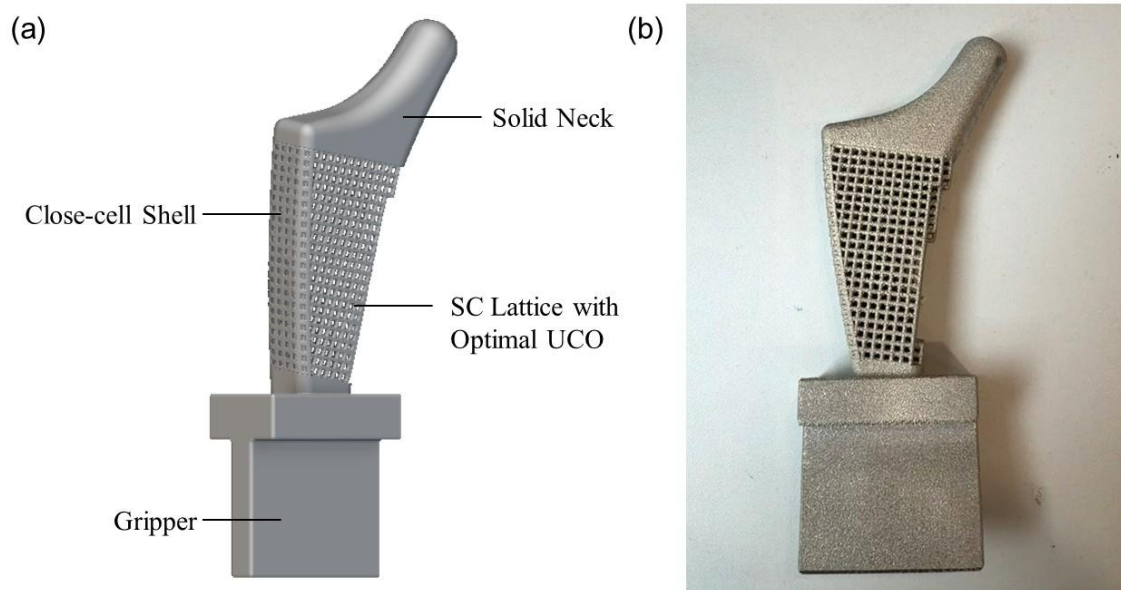 (a)
(b)
Solid Neck
Close-cell Shell
SC Lattice with
Optimal UCO
Gripper